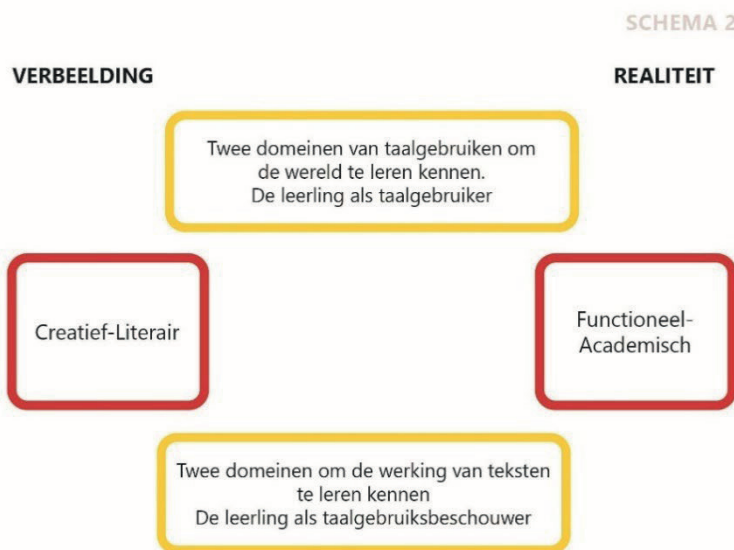 SCHEMA 2
VERBEELDING
REALITEIT
Twee domeinen van taalgebruiken om
de wereld te leren kennen.
De leerling als taalgebruiker
Creatief-Literair
Functioneel-
Academisch
Twee domeinen om de werking van teksten
te leren kennen
De leerling als taalgebruiksbeschouwer